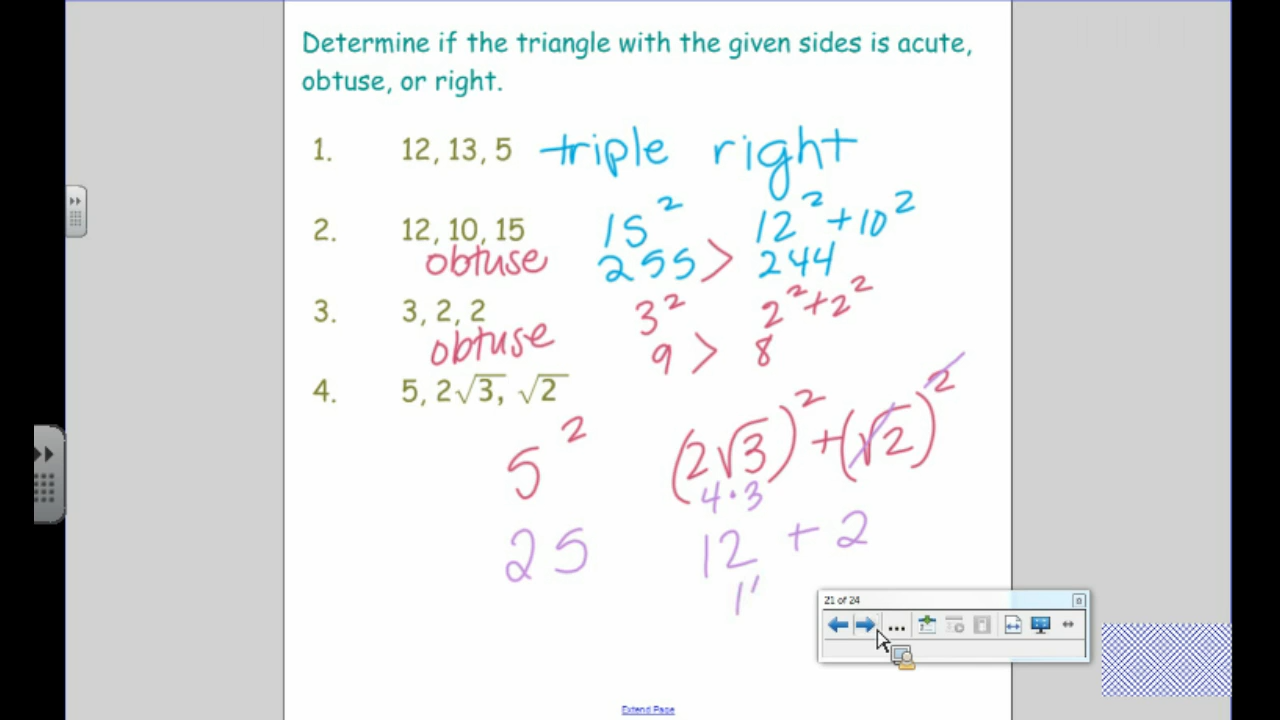 Determine if the triangle with the given sides is acute,
obtuse, or right.
1. 12, 13, 5 triple right
2. 12, 10, 15 15² 12² + 10²
obtuse 255 > 244
3. 3, 2, 2 3² 2² + 2²
obtuse 9 > 8
4. 5, 2√3, √2
5² (2√3)² + (√2)²
4 · 3
25 12 + 2
1'
21 of 24
...
Extend Page